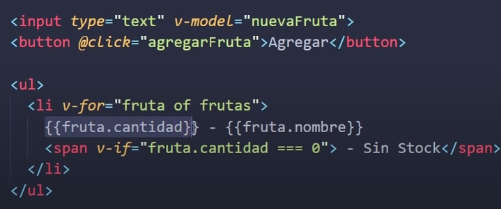 <input type="text" v-model="nuevaFruta">
<button @click="agregarFruta">Agregar</button>
<ul>
<li v-for="fruta of frutas">
{{fruta.cantidad}} - {{fruta.nombre}}
<span v-if="fruta.cantidad === 0"> - Sin Stock</span>
</li>
</ul>